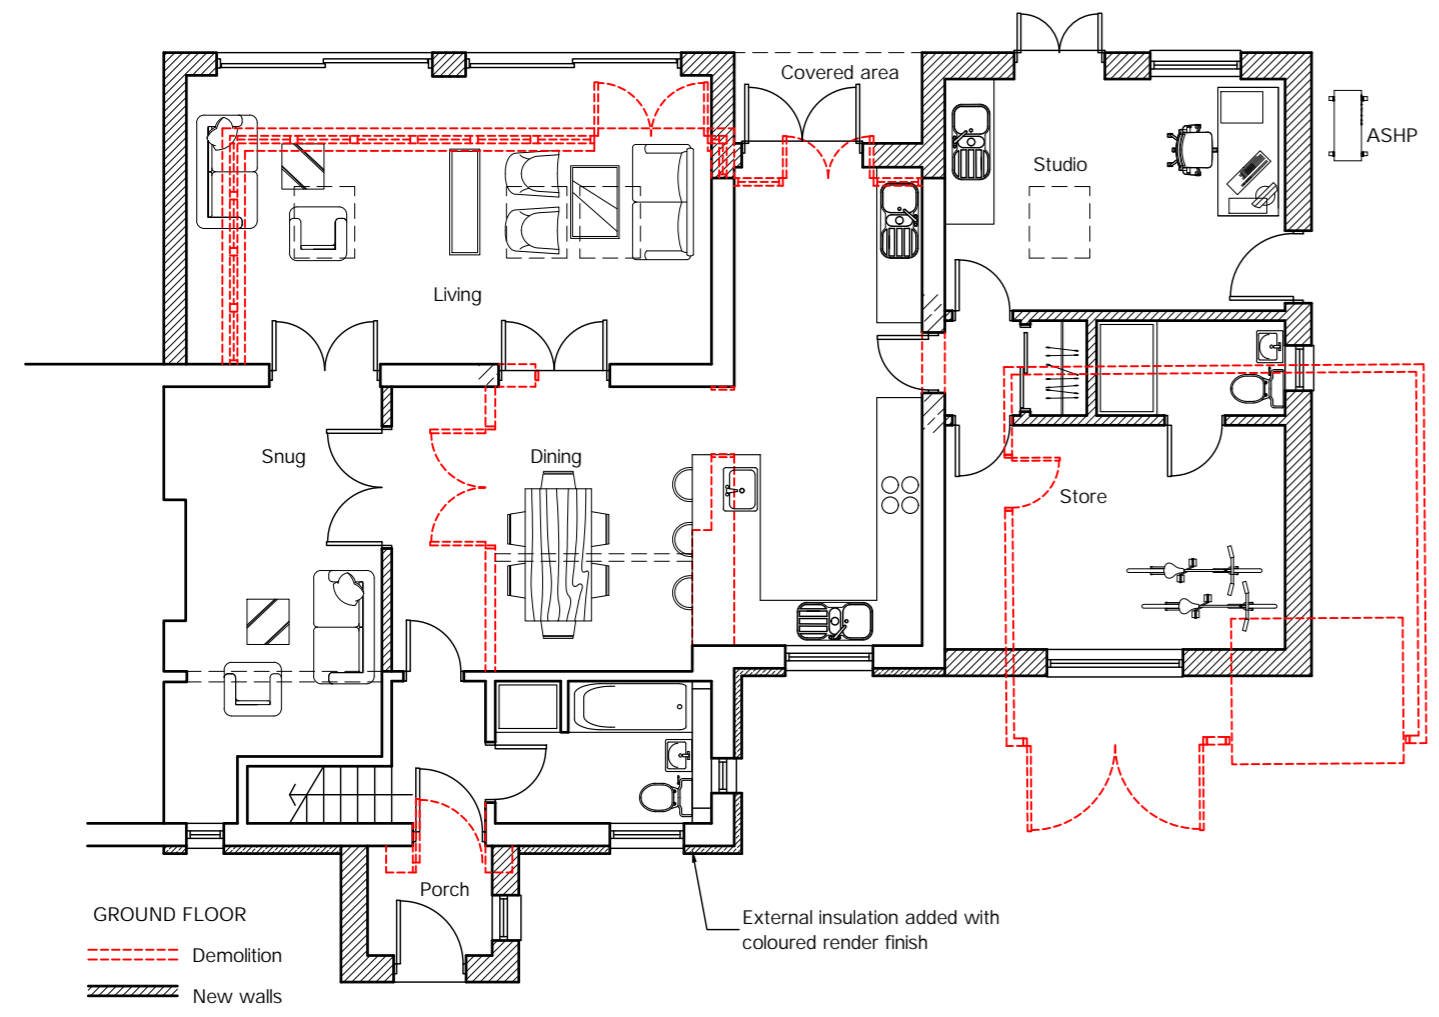 Covered area
ASHP
Studio
Living
Snug
Dining
Store
Porch
GROUND FLOOR
Demolition
New walls
External insulation added with
coloured render finish